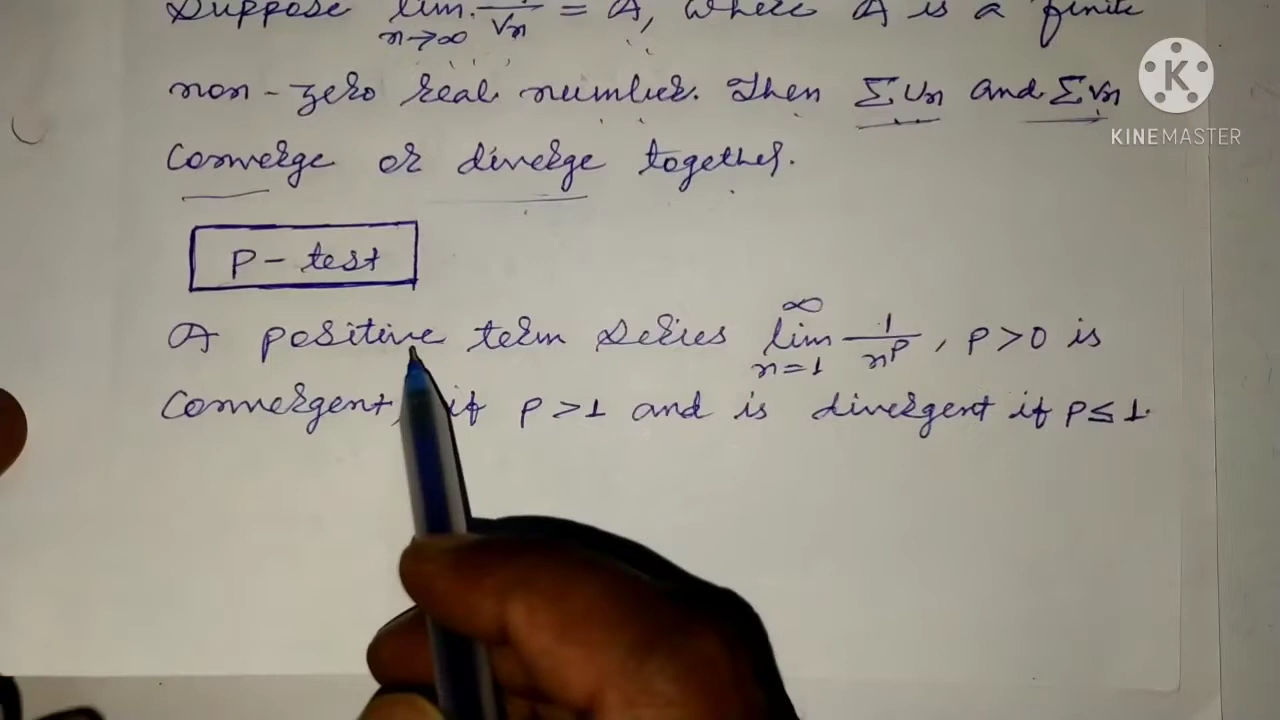 Suppose lim n→∞ /Vn = A, where A is a finite
non-zero real number. Then ΣUn and ΣVn
converge or diverge together.
P-test
A positive term series ∞ lim n=1 1/n^P, P>0 is
Convergent, if P>1 and is divergent if P≤1.
K
KINEMASTER